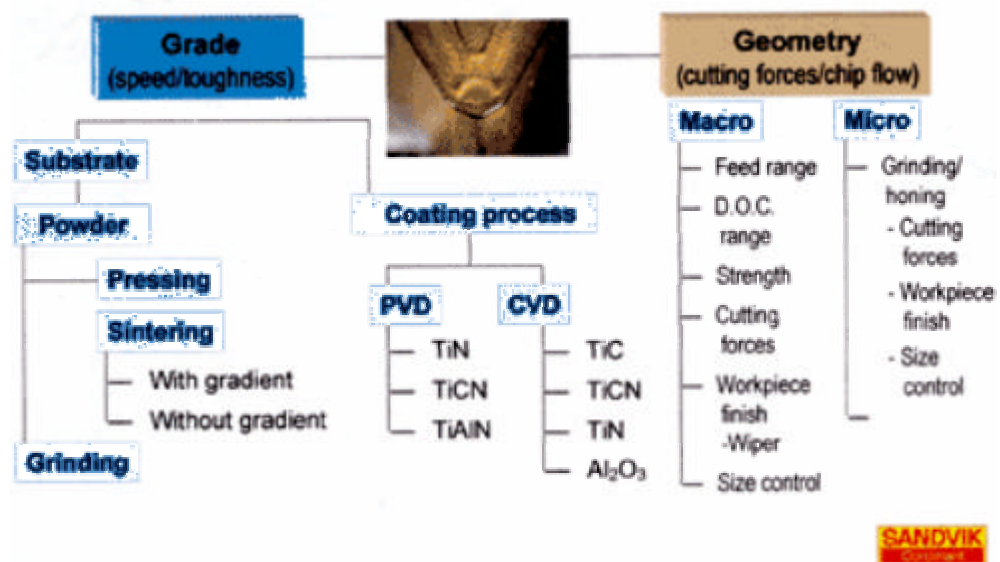 Grade
(speed/toughness)
Geometry
(cutting forces/chip flow)
Substrate
Powder
Pressing
Sintering
With gradient
Without gradient
Grinding
Coating process
PVD
TiN
TiCN
TiAlN
CVD
TiC
TiCN
TiN
Al₂O₃
Macro
Feed range
D.O.C.
range
Strength
Cutting
forces
Workpiece
finish
-Wiper
Size control
Micro
Grinding/
honing
- Cutting
forces
- Workpiece
finish
- Size
control
SANDVIK
Coromant